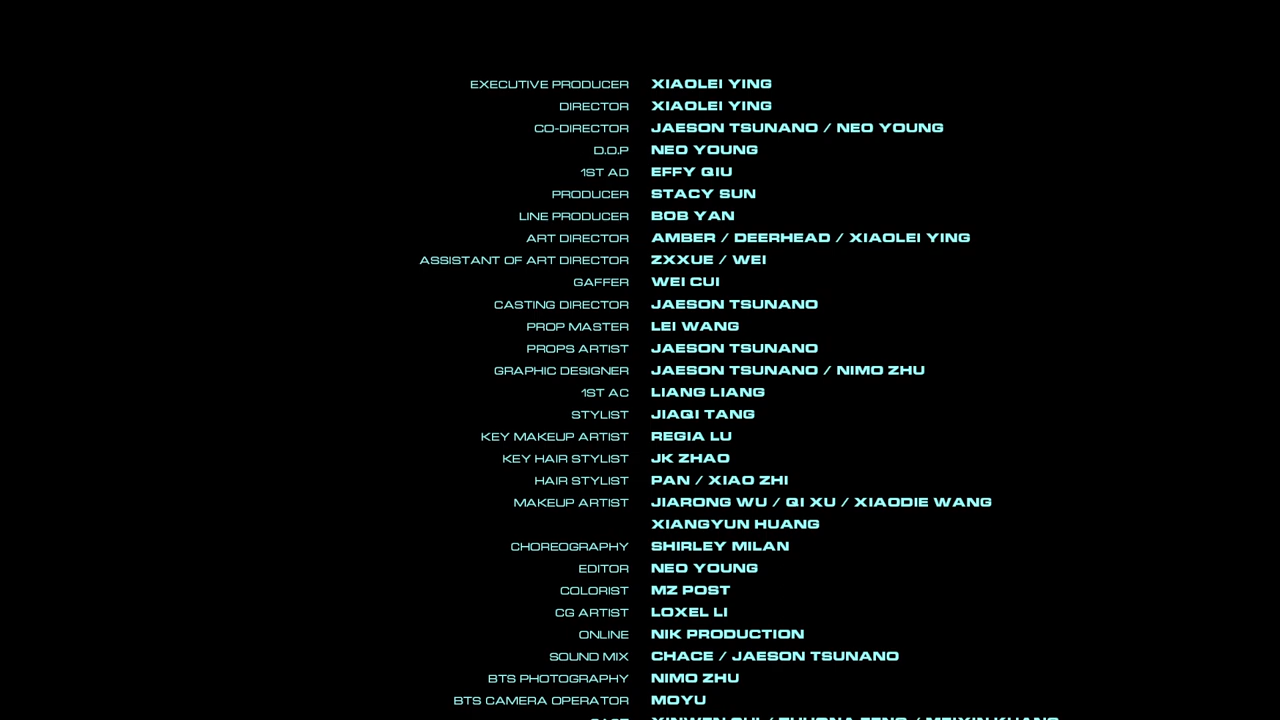 EXECUTIVE PRODUCER XIAOLEI YING
DIRECTOR XIAOLEI YING
CO-DIRECTOR JAESON TSUNANO / NEO YOUNG
D.O.P NEO YOUNG
1ST AD EFFY QIU
PRODUCER STACY SUN
LINE PRODUCER BOB YAN
ART DIRECTOR AMBER / DEERHEAD / XIAOLEI YING
ASSISTANT OF ART DIRECTOR ZXXUE / WEI
GAFFER WEI CUI
CASTING DIRECTOR JAESON TSUNANO
PROP MASTER LEI WANG
PROPS ARTIST JAESON TSUNANO
GRAPHIC DESIGNER JAESON TSUNANO / NIMO ZHU
1ST AC LIANG LIANG
STYLIST JIAQI TANG
KEY MAKEUP ARTIST REGIA LU
KEY HAIR STYLIST JK ZHAO
HAIR STYLIST PAN / XIAO ZHI
MAKEUP ARTIST JIARONG WU / QI XU / XIAODIE WANG
XIANGYUN HUANG
CHOREOGRAPHY SHIRLEY MILAN
EDITOR NEO YOUNG
COLORIST MZ POST
CG ARTIST LOXEL LI
ONLINE NIK PRODUCTION
SOUND MIX CHACE / JAESON TSUNANO
BTS PHOTOGRAPHY NIMO ZHU
BTS CAMERA OPERATOR MOYU